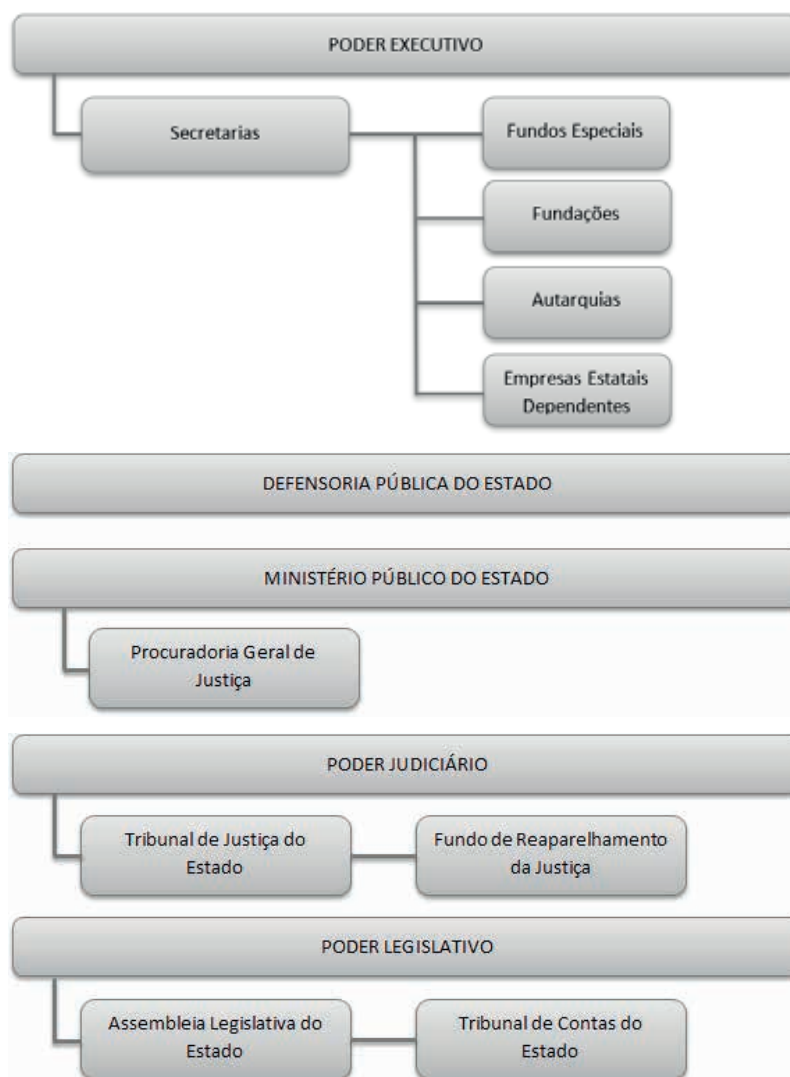 PODER EXECUTIVO
Secretarias
Fundos Especiais
Fundações
Autarquias
Empresas Estatais
Dependentes
DEFENSORIA PÚBLICA DO ESTADO
MINISTÉRIO PÚBLICO DO ESTADO
Procuradoria Geral de
Justiça
PODER JUDICIÁRIO
Tribunal de Justiça do
Estado
Fundo de Reaparelhamento
da Justiça
PODER LEGISLATIVO
Assembleia Legislativa do
Estado
Tribunal de Contas do
Estado